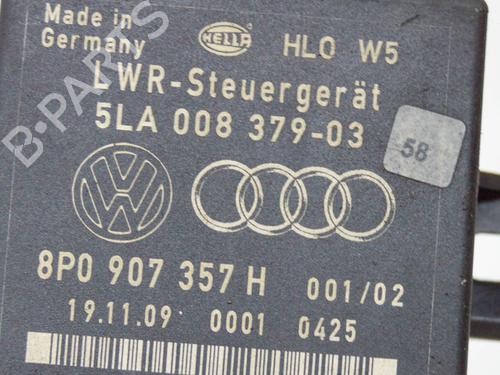 Made in
Germany
HELLA
HLO W5
LWR-Steuergerät
5LA 008 379-03
58
8P0 907 357 H 001/02
19.11.09 0001 0425
B-PARTS